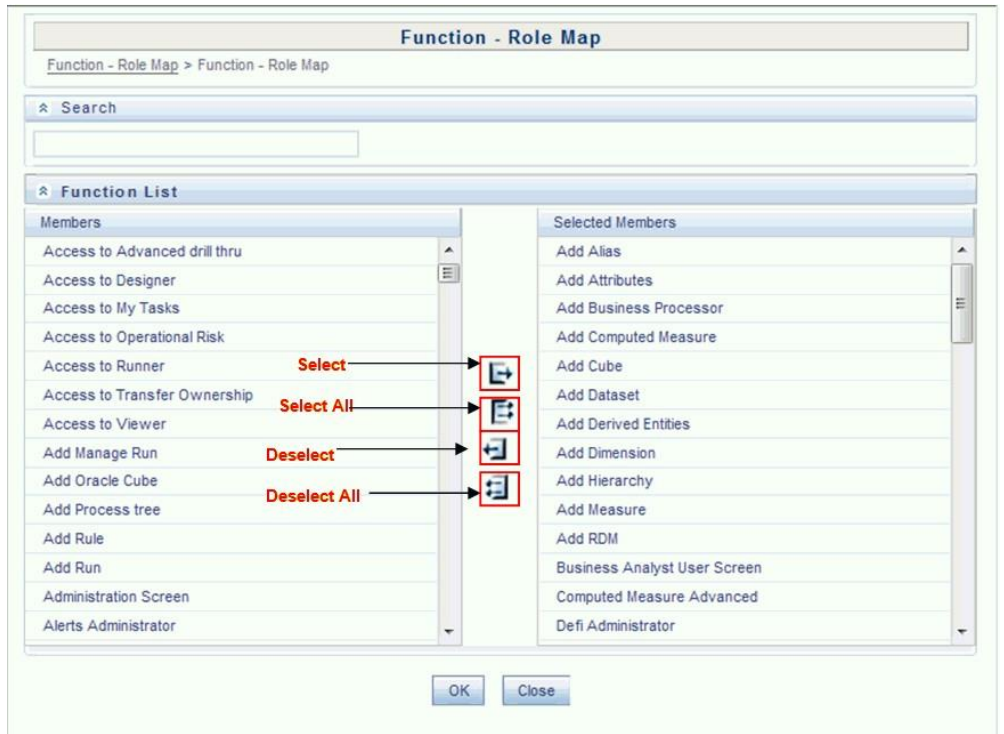 Function - Role Map
Function - Role Map > Function - Role Map
Search
Function List
Members
Access to Advanced drill thru
Access to Designer
Access to My Tasks
Access to Operational Risk
Access to Runner
Access to Transfer Ownership
Access to Viewer
Add Manage Run
Add Oracle Cube
Add Process tree
Add Rule
Add Run
Administration Screen
Alerts Administrator
Select
Select All
Deselect
Deselect All
Selected Members
Add Alias
Add Attributes
Add Business Processor
Add Computed Measure
Add Cube
Add Dataset
Add Derived Entities
Add Dimension
Add Hierarchy
Add Measure
Add RDM
Business Analyst User Screen
Computed Measure Advanced
Defi Administrator
OK
Close